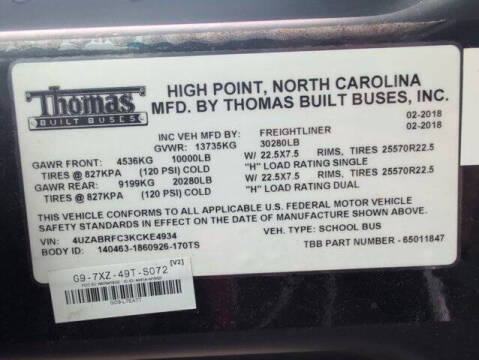 Thomas
BUILT BUSES
HIGH POINT, NORTH CAROLINA
MFD. BY THOMAS BUILT BUSES, INC.
02-2018
INC VEH MFD BY: FREIGHTLINER 02-2018
GVWR: 13735KG 30280LB
GAWR FRONT: 4536KG 10000LB W/ 22.5X7.5 RIMS, TIRES 25570R22.5
TIRES @ 827KPA (120 PSI) COLD "H" LOAD RATING SINGLE
GAWR REAR: 9199KG 20280LB W/ 22.5X7.5 RIMS, TIRES 25570R22.5
TIRES @ 827KPA (120 PSI) COLD "H" LOAD RATING DUAL
THIS VEHICLE CONFORMS TO ALL APPLICABLE U.S. FEDERAL MOTOR VEHICLE
SAFETY STANDARDS IN EFFECT ON THE DATE OF MANUFACTURE SHOWN ABOVE.
VIN: 4UZABRFC3KCKE4934 VEH. TYPE: SCHOOL BUS
BODY ID: 140463-1860926-170TS TBB PART NUMBER - 65011847
[V2]
G9-7XZ-49T-S072